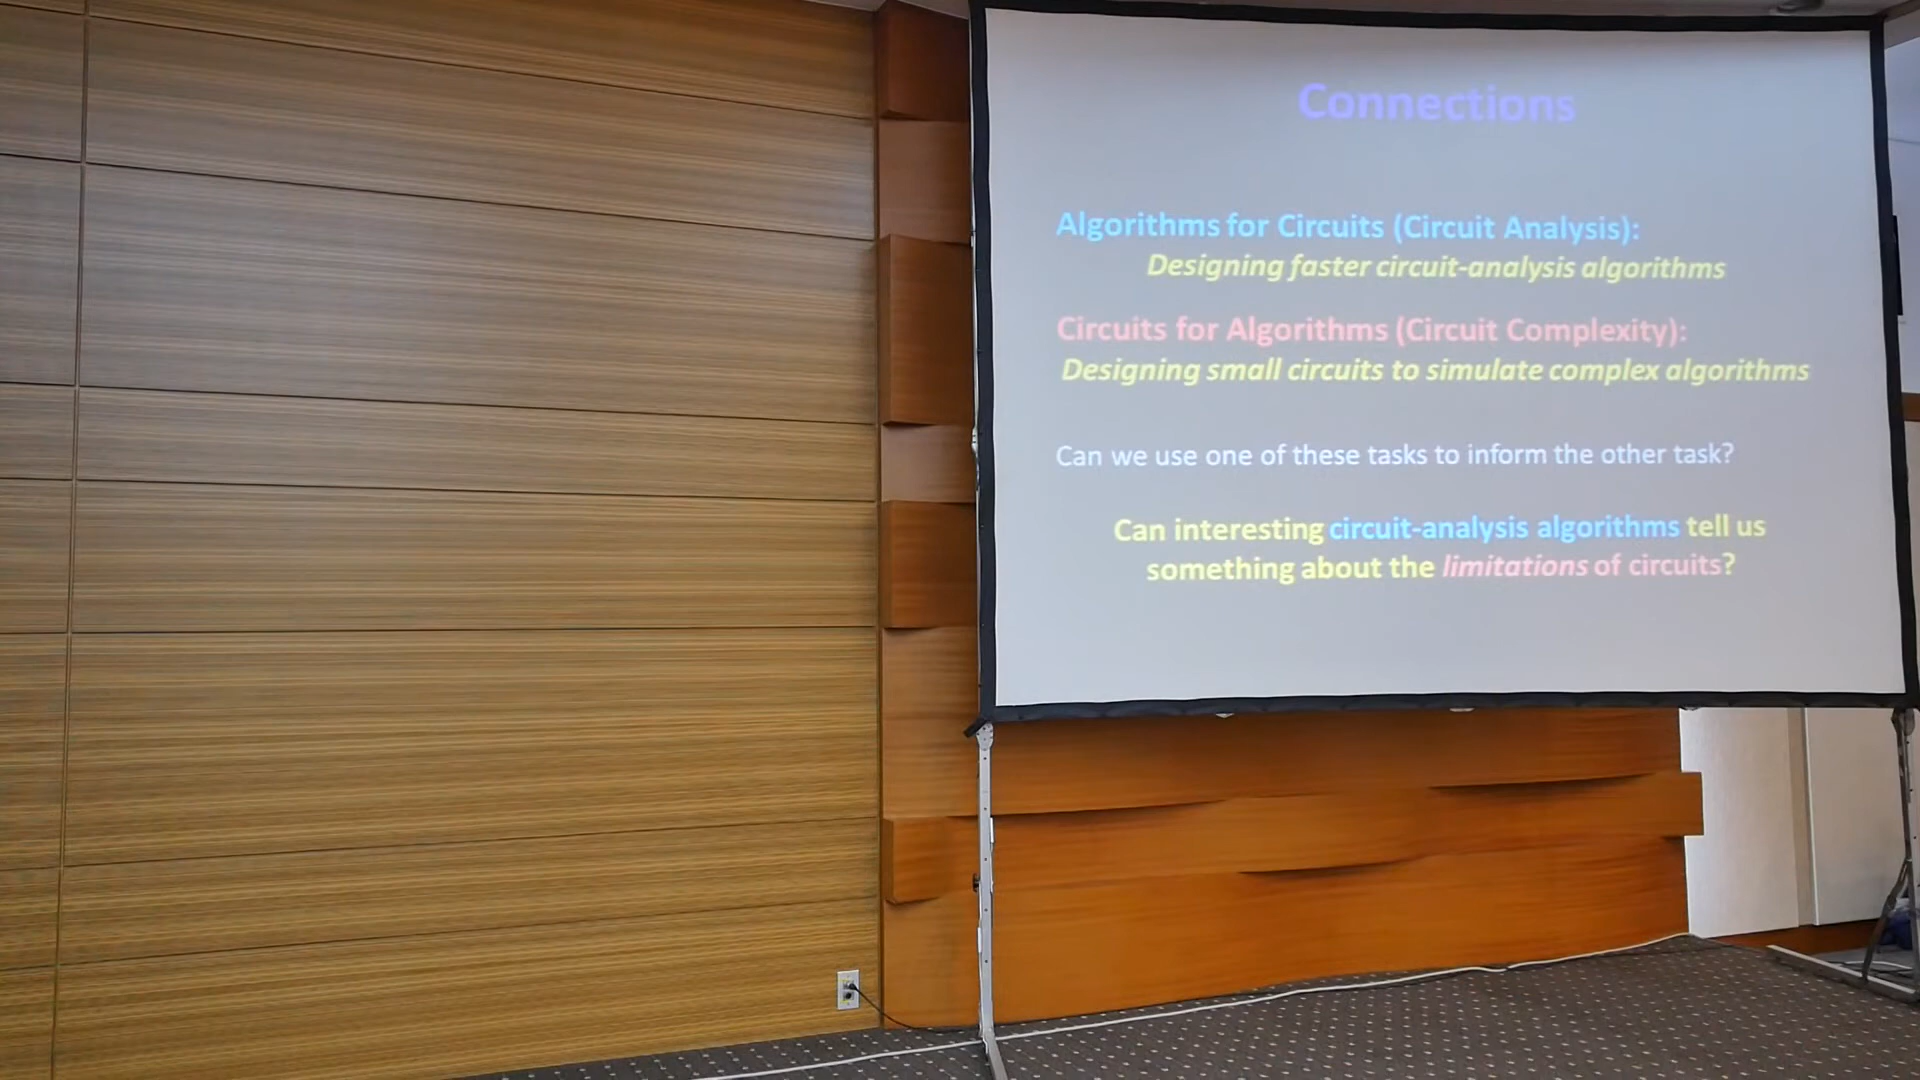 Connections
Algorithms for Circuits (Circuit Analysis):
Designing faster circuit-analysis algorithms
Circuits for Algorithms (Circuit Complexity):
Designing small circuits to simulate complex algorithms
Can we use one of these tasks to inform the other task?
Can interesting circuit-analysis algorithms tell us
something about the limitations of circuits?